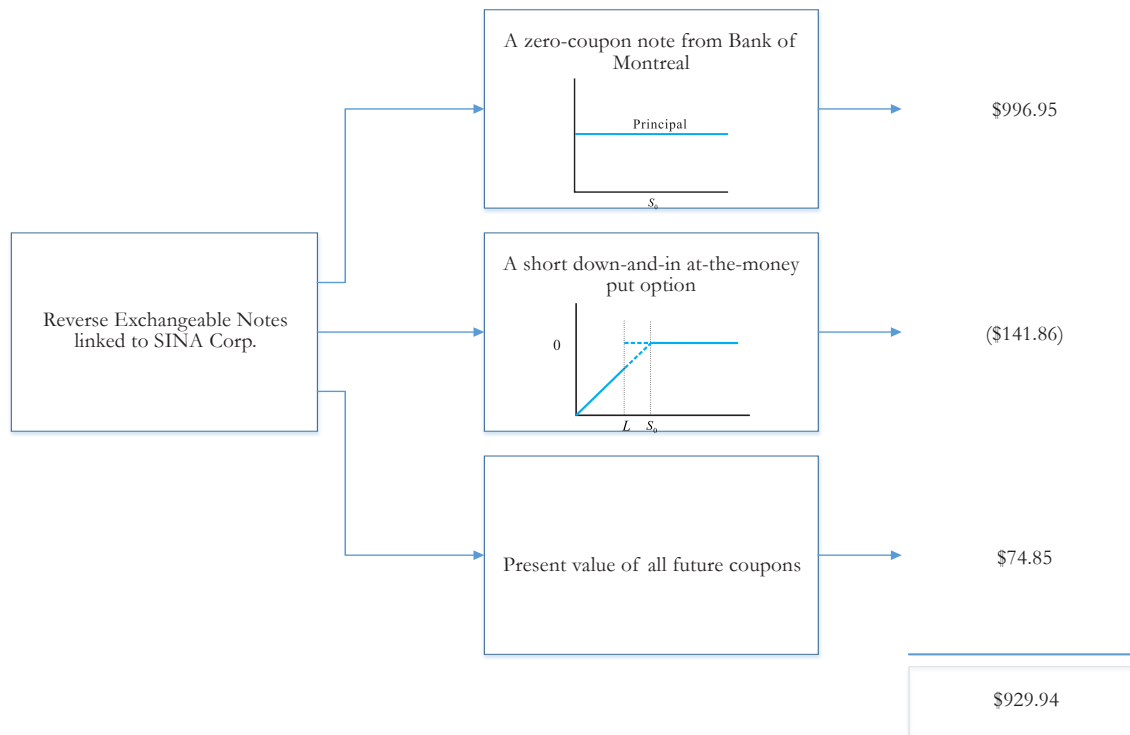 A zero-coupon note from Bank of
Montreal
Principal
S₀
$996.95
Reverse Exchangeable Notes
linked to SINA Corp.
A short down-and-in at-the-money
put option
0
L S₀
($141.86)
Present value of all future coupons
$74.85
$929.94